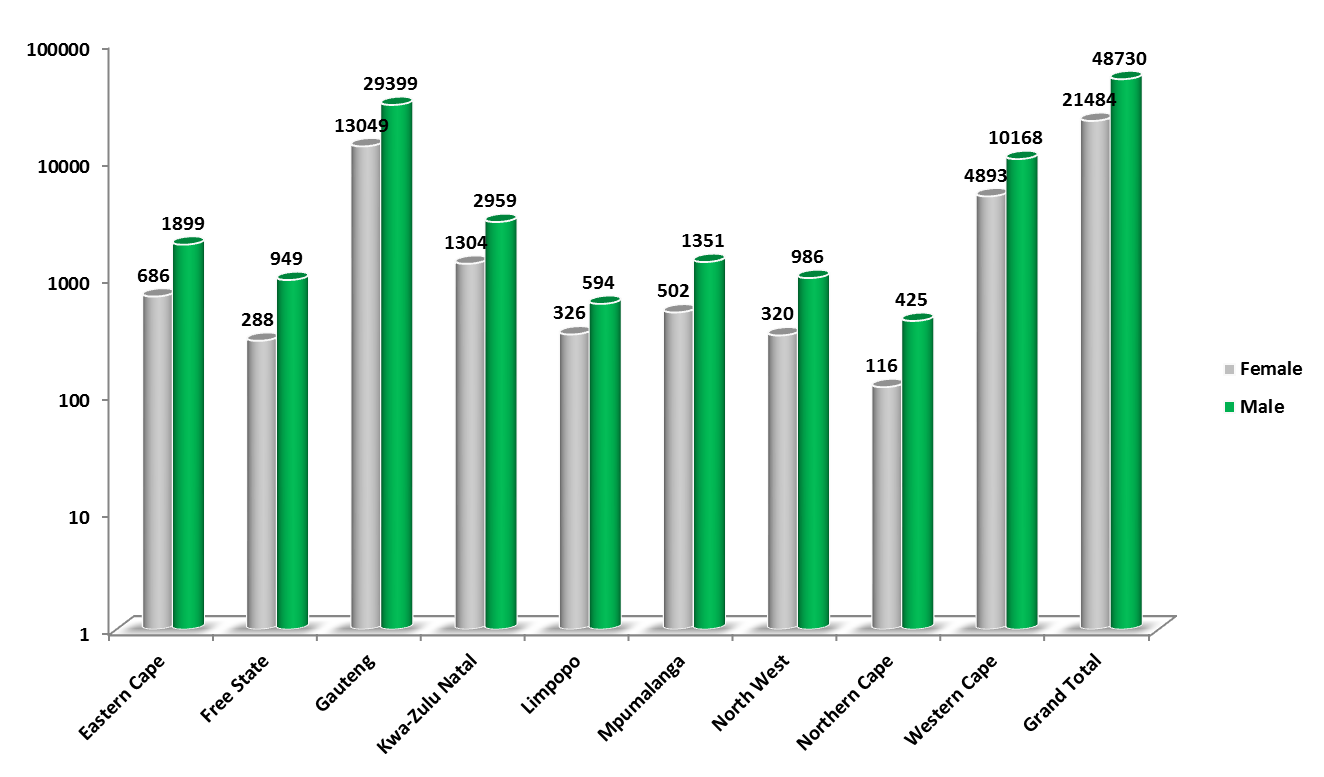 100000
10000
1000
100
10
1
686
1899
288
949
13049
29399
1304
2959
326
594
502
1351
320
986
116
425
4893
10168
21484
48730
Eastern Cape
Free State
Gauteng
Kwa-Zulu Natal
Limpopo
Mpumalanga
North West
Northern Cape
Western Cape
Grand Total
Female
Male